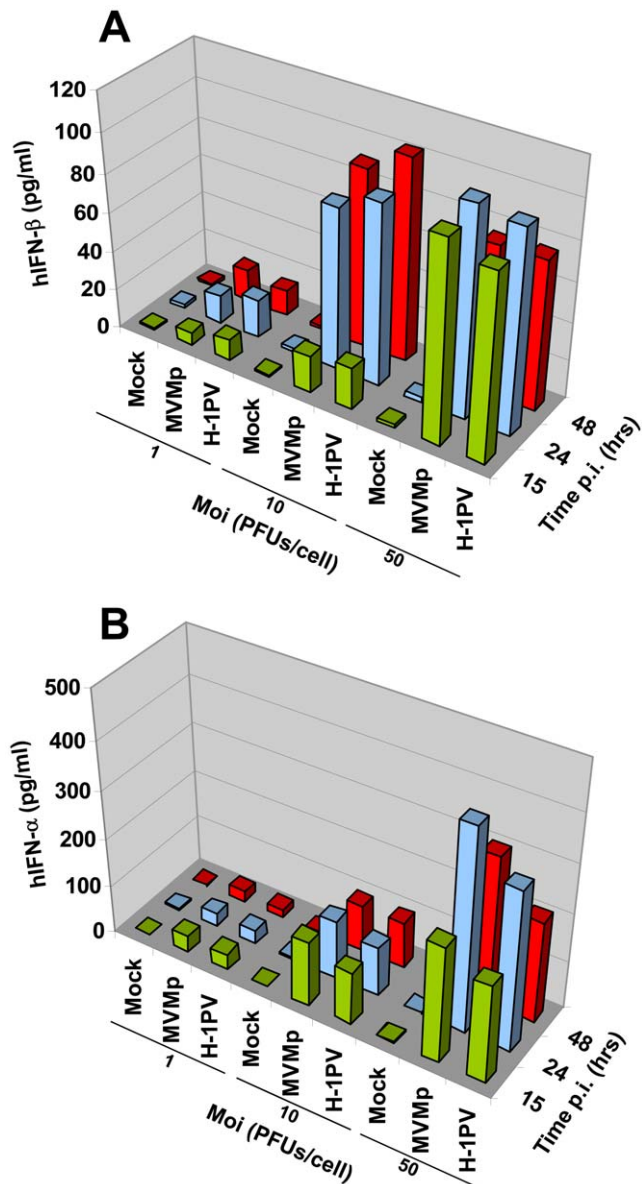 A
hIFN-β (pg/ml)
120
100
80
60
40
20
0
Mock
MVMp
H-1PV
Mock
MVMp
H-1PV
Mock
MVMp
H-1PV
1
10
50
Moi (PFUs/cell)
15
24
48
Time p.i. (hrs)
B
hIFN-α (pg/ml)
500
400
300
200
100
0
Mock
MVMp
H-1PV
Mock
MVMp
H-1PV
Mock
MVMp
H-1PV
1
10
50
Moi (PFUs/cell)
15
24
48
Time p.i. (hrs)